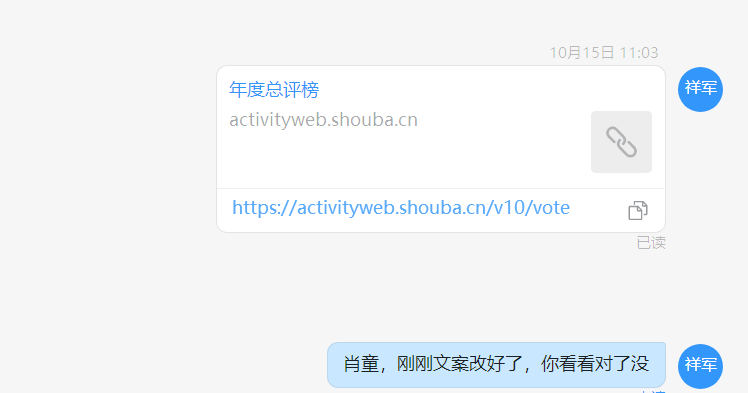 10月15日 11:03
年度总评榜
祥军
activityweb.shouba.cn
https://activityweb.shouba.cn/v10/vote
已读
肖童，刚刚文案改好了，你看看对了没
祥军